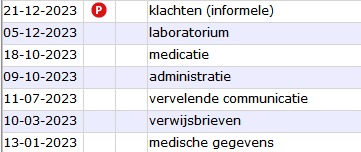 21-12-2023 P klachten (informele)
05-12-2023 laboratorium
18-10-2023 medicatie
09-10-2023 administratie
11-07-2023 vervelende communicatie
10-03-2023 verwijsbrieven
13-01-2023 medische gegevens